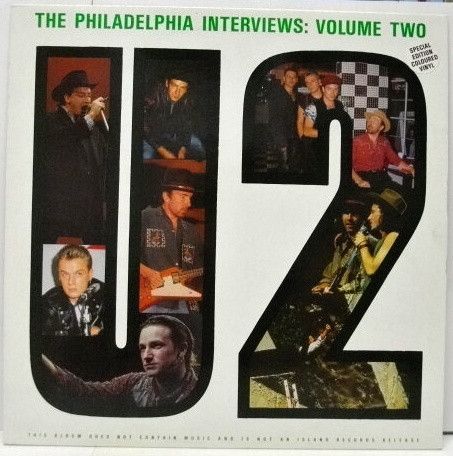 THE PHILADELPHIA INTERVIEWS: VOLUME TWO
SPECIAL
EDITION
COLOURED
VINYL
U2
THIS ALBUM DOES NOT CONTAIN MUSIC AND IS NOT AN ISLAND RECORDS RELEASE